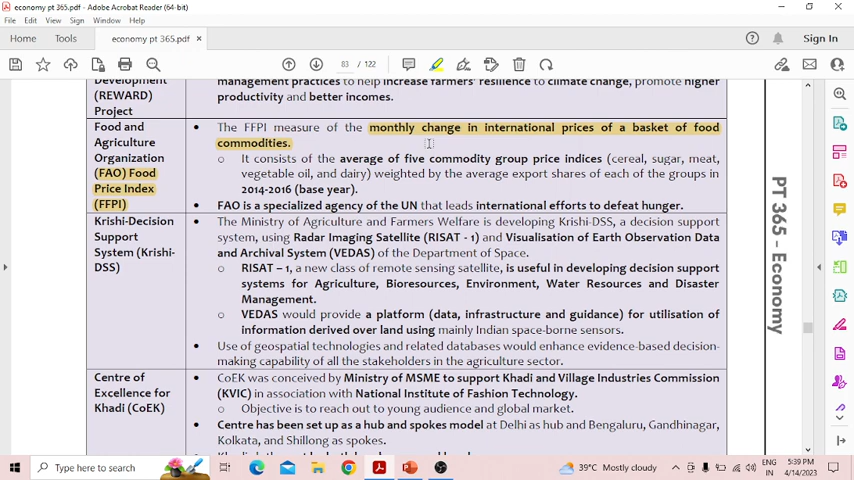 economy pt 365.pdf - Adobe Acrobat Reader (64-bit)
File Edit View Sign Window Help
Home Tools economy pt 365.pdf × Sign In
83 / 122
Development
(REWARD)
Project
management practices to help increase farmers' resilience to climate change, promote higher
productivity and better incomes.
Food and
Agriculture
Organization
(FAO) Food
Price Index
(FFPI)
• The FFPI measure of the monthly change in international prices of a basket of food
commodities.
o It consists of the average of five commodity group price indices (cereal, sugar, meat,
vegetable oil, and dairy) weighted by the average export shares of each of the groups in
2014-2016 (base year).
• FAO is a specialized agency of the UN that leads international efforts to defeat hunger.
Krishi-Decision
Support
System (Krishi-
DSS)
• The Ministry of Agriculture and Farmers Welfare is developing Krishi-DSS, a decision support
system, using Radar Imaging Satellite (RISAT - 1) and Visualisation of Earth Observation Data
and Archival System (VEDAS) of the Department of Space.
o RISAT – 1, a new class of remote sensing satellite, is useful in developing decision support
systems for Agriculture, Bioresources, Environment, Water Resources and Disaster
Management.
o VEDAS would provide a platform (data, infrastructure and guidance) for utilisation of
information derived over land using mainly Indian space-borne sensors.
• Use of geospatial technologies and related databases would enhance evidence-based decision-
making capability of all the stakeholders in the agriculture sector.
Centre of
Excellence for
Khadi (CoEK)
• CoEK was conceived by Ministry of MSME to support Khadi and Village Industries Commission
(KVIC) in association with National Institute of Fashion Technology.
o Objective is to reach out to young audience and global market.
• Centre has been set up as a hub and spokes model at Delhi as hub and Bengaluru, Gandhinagar,
Kolkata, and Shillong as spokes.
PT 365 - Economy
Type here to search
39°C Mostly cloudy
ENG
IN
5:39 PM
4/14/2023